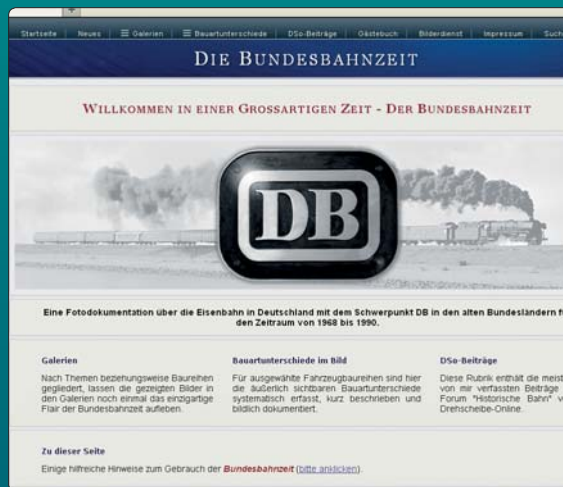 Startseite Neues Galerien Bauartunterschiede DSo-Beiträge Gästebuch Bilderdienst Impressum
DIE BUNDESBAHNZEIT
WILLKOMMEN IN EINER GROSSARTIGEN ZEIT - DER BUNDESBAHNZEIT
DB
Eine Fotodokumentation über die Eisenbahn in Deutschland mit dem Schwerpunkt DB in den alten Bundesländern
den Zeitraum von 1968 bis 1990.
Galerien
Nach Themen beziehungsweise Baureihen
gegliedert, lassen die gezeigten Bilder in
den Galerien noch einmal das einzigartige
Flair der Bundesbahnzeit aufleben.
Bauartunterschiede im Bild
Für ausgewählte Fahrzeugbaureihen sind hier
die äußerlich sichtbaren Bauartunterschiede
systematisch erfasst, kurz beschrieben und
bildlich dokumentiert.
DSo-Beiträge
Diese Rubrik enthält die
von mir verfassten Beiträge
Forum "Historische Bahn"
Drehscheibe-Online.
Zu dieser Seite
Einige hilfreiche Hinweise zum Gebrauch der Bundesbahnzeit (bitte anklicken).